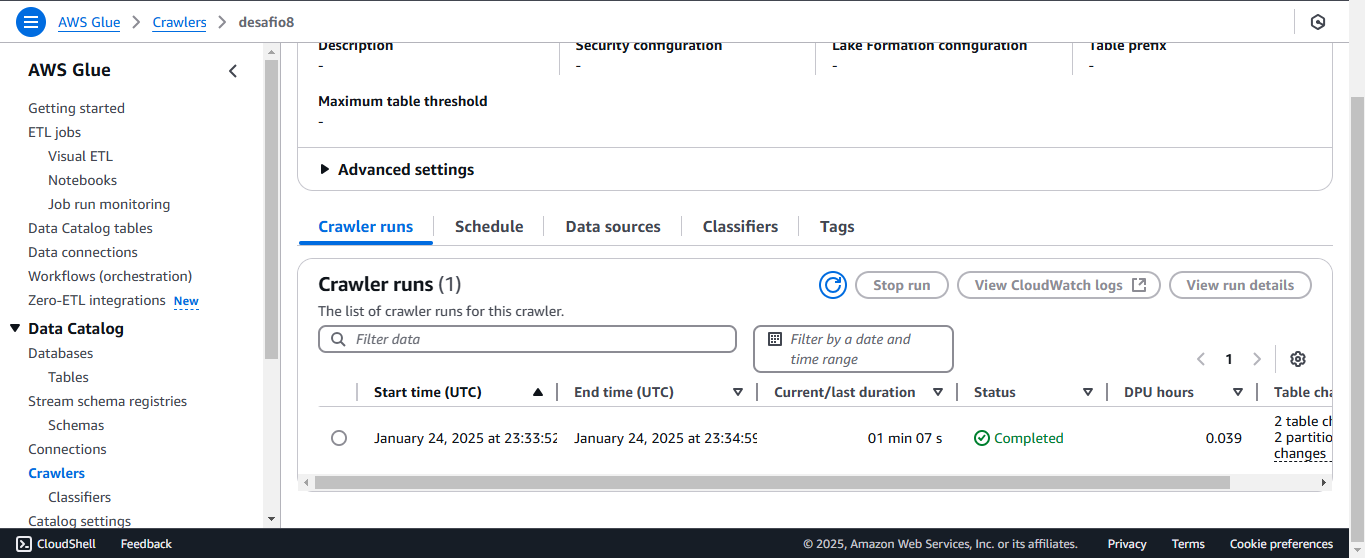 AWS Glue > Crawlers > desafio8
AWS Glue
Getting started
ETL jobs
Visual ETL
Notebooks
Job run monitoring
Data Catalog tables
Data connections
Workflows (orchestration)
Zero-ETL integrations New
Data Catalog
Databases
Tables
Stream schema registries
Schemas
Connections
Crawlers
Classifiers
Catalog settings
Description
-
Security configuration
-
Lake Formation configuration
-
Table prefix
-
Maximum table threshold
-
Advanced settings
Crawler runs
Schedule
Data sources
Classifiers
Tags
Crawler runs (1)
Stop run
View CloudWatch logs
View run details
The list of crawler runs for this crawler.
Filter data
Filter by a date and
time range
1
Start time (UTC)
End time (UTC)
Current/last duration
Status
DPU hours
Table cha
January 24, 2025 at 23:33:52
January 24, 2025 at 23:34:59
01 min 07 s
Completed
0.039
2 table ch
2 partitio
changes
CloudShell
Feedback
© 2025, Amazon Web Services, Inc. or its affiliates.
Privacy
Terms
Cookie preferences